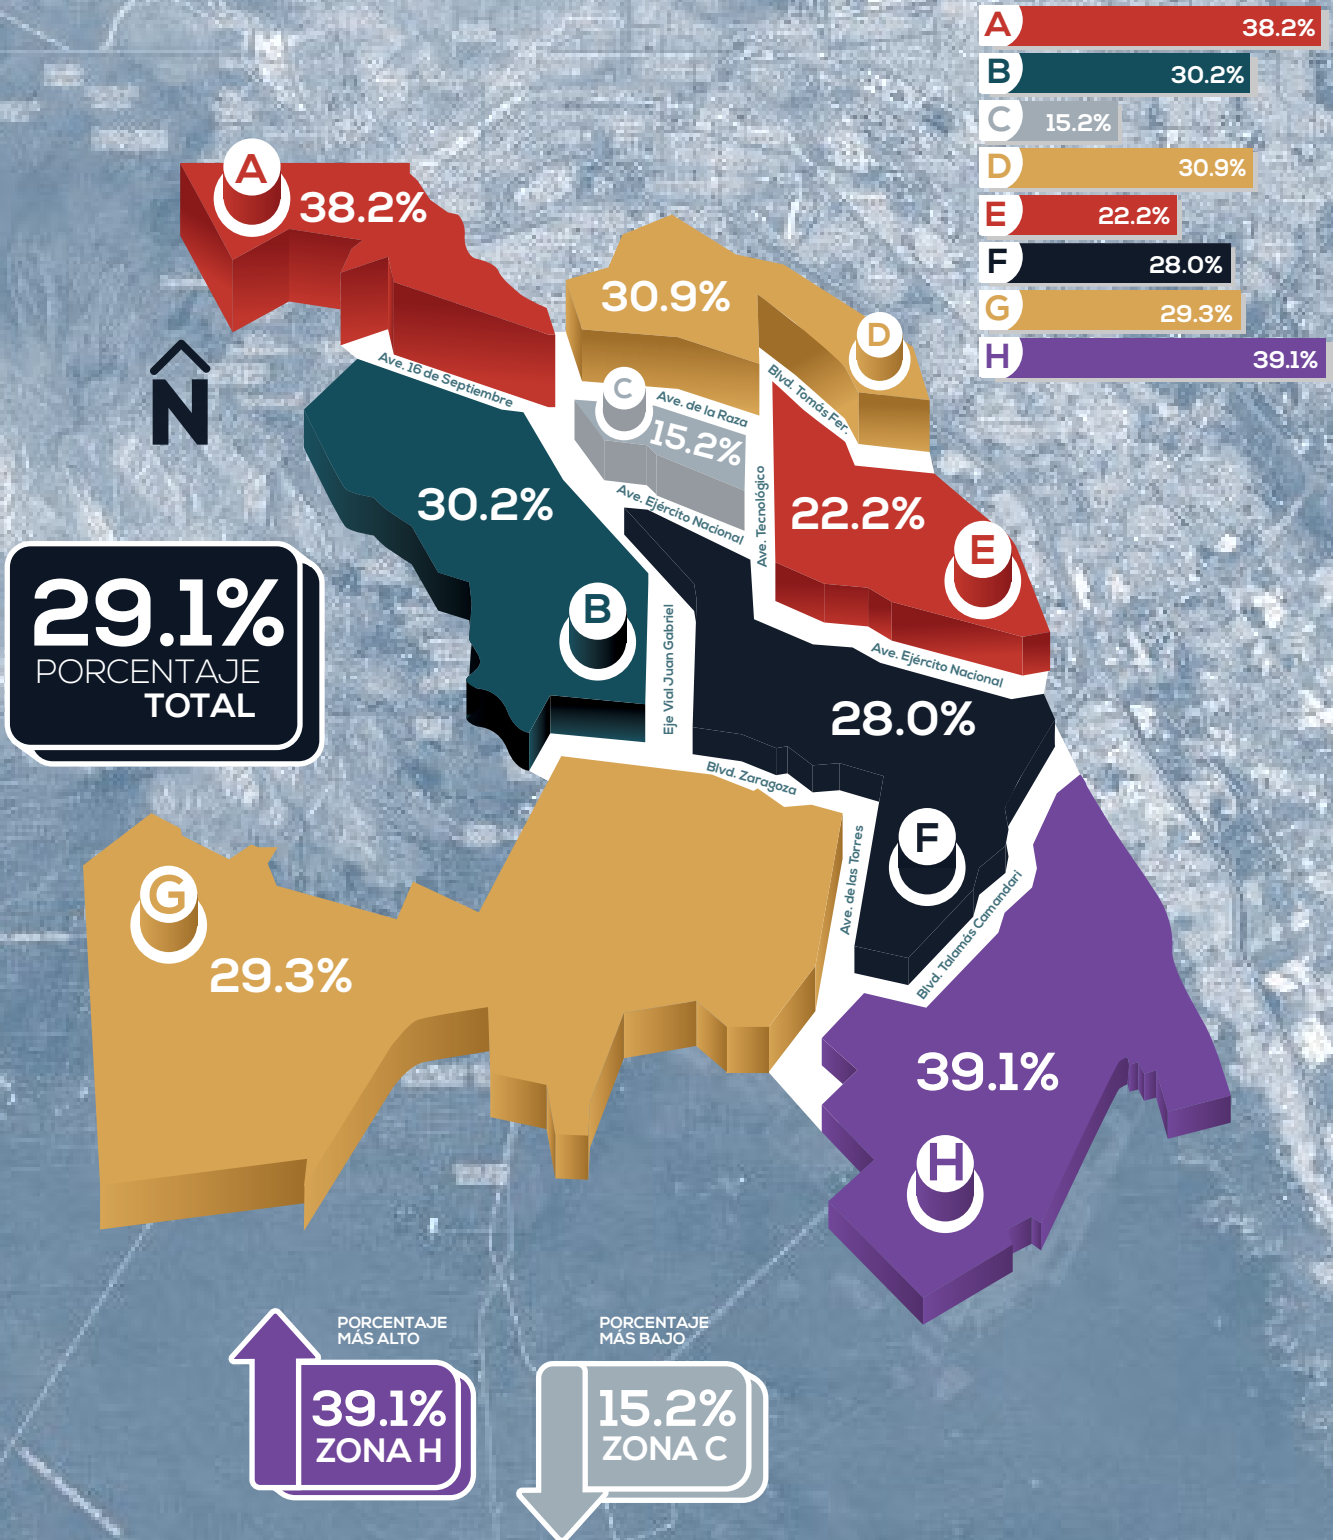 A 38.2%
B 30.2%
C 15.2%
D 30.9%
E 22.2%
F 28.0%
G 29.3%
H 39.1%
A
38.2%
30.9%
D
Ave. 16 de Septiembre
C
Ave. de la Raza
Blvd. Tomás Fer.
15.2%
N
30.2%
Ave. Ejército Nacional
Ave. Tecnológico
22.2%
E
29.1%
PORCENTAJE
TOTAL
B
Eje Vial Juan Gabriel
Ave. Ejército Nacional
28.0%
Blvd. Zaragoza
F
Ave. de las Torres
G
29.3%
Blvd. Talamás Camandari
39.1%
H
PORCENTAJE
MÁS ALTO
39.1%
ZONA H
PORCENTAJE
MÁS BAJO
15.2%
ZONA C